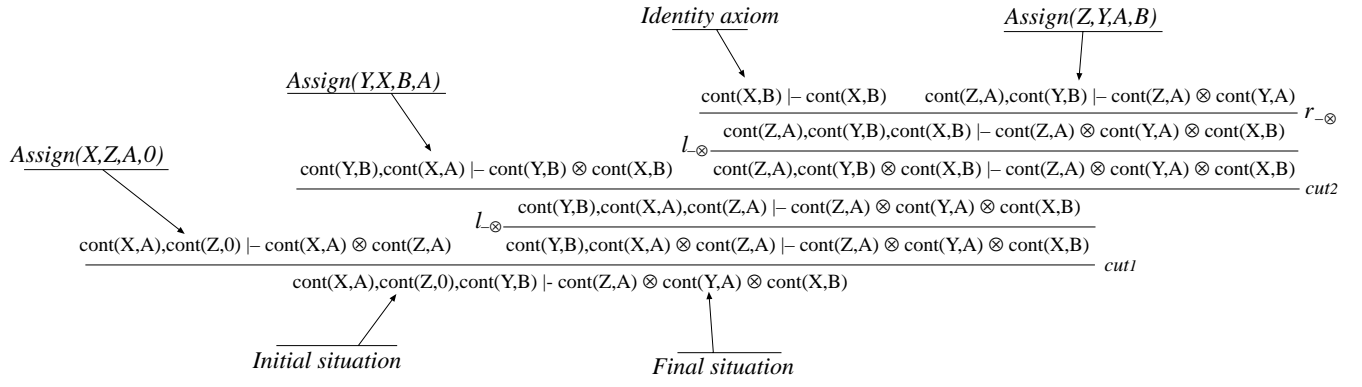 Identity axiom
Assign(Z,Y,A,B)
Assign(Y,X,B,A)
cont(X,B) |– cont(X,B) cont(Z,A),cont(Y,B) |– cont(Z,A) ⊗ cont(Y,A) r–⊗
cont(Z,A),cont(Y,B),cont(X,B) |– cont(Z,A) ⊗ cont(Y,A) ⊗ cont(X,B)
l–⊗
Assign(X,Z,A,0)
cont(Y,B),cont(X,A) |– cont(Y,B) ⊗ cont(X,B) cont(Z,A),cont(Y,B) ⊗ cont(X,B) |– cont(Z,A) ⊗ cont(Y,A) ⊗ cont(X,B)
cut2
cont(Y,B),cont(X,A),cont(Z,A) |– cont(Z,A) ⊗ cont(Y,A) ⊗ cont(X,B)
l–⊗
cont(X,A),cont(Z,0) |– cont(X,A) ⊗ cont(Z,A) cont(Y,B),cont(X,A) ⊗ cont(Z,A) |– cont(Z,A) ⊗ cont(Y,A) ⊗ cont(X,B)
cut1
cont(X,A),cont(Z,0),cont(Y,B) |- cont(Z,A) ⊗ cont(Y,A) ⊗ cont(X,B)
Initial situation
Final situation